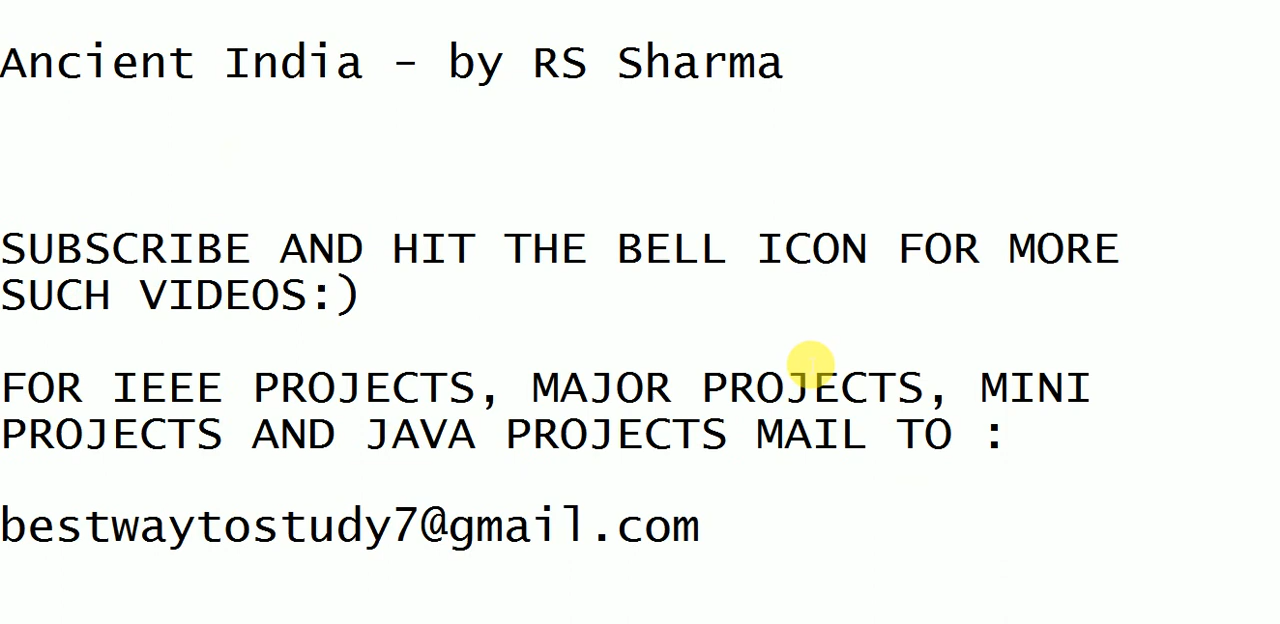 Ancient India - by RS Sharma
SUBSCRIBE AND HIT THE BELL ICON FOR MORE
SUCH VIDEOS:)
FOR IEEE PROJECTS, MAJOR PROJECTS, MINI
PROJECTS AND JAVA PROJECTS MAIL TO :
bestwaytostudy7@gmail.com